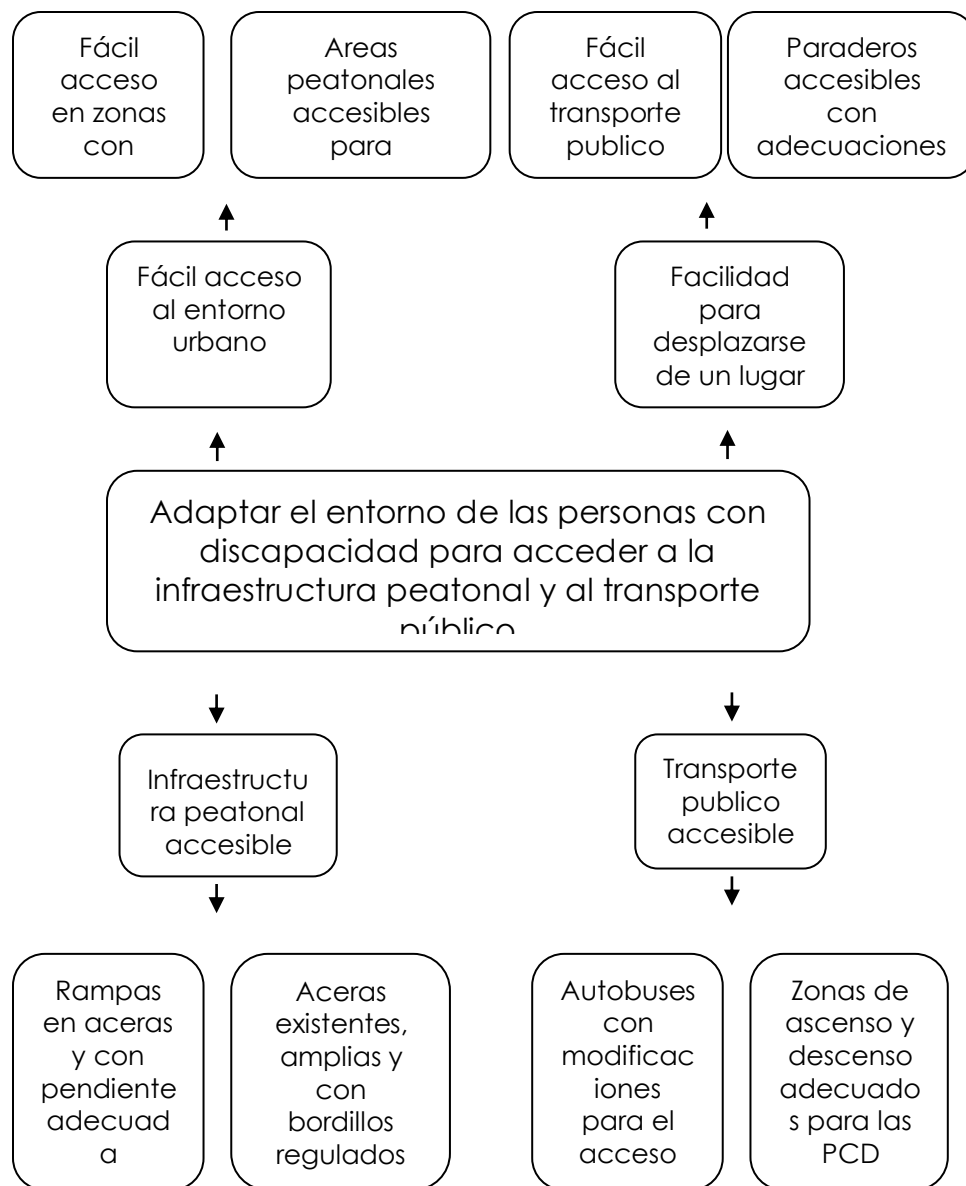 Fácil
acceso
en zonas
con
Areas
peatonales
accesibles
para
Fácil
acceso al
transporte
publico
Paraderos
accesibles
con
adecuaciones
Fácil acceso
al entorno
urbano
Facilidad
para
desplazarse
de un lugar
Adaptar el entorno de las personas con
discapacidad para acceder a la
infraestructura peatonal y al transporte
público
Infraestructu
ra peatonal
accesible
Transporte
publico
accesible
Rampas
en aceras
y con
pendiente
adecuad
a
Aceras
existentes,
amplias y
con
bordillos
regulados
Autobuses
con
modificac
iones
para el
acceso
Zonas de
ascenso y
descenso
adecuado
s para las
PCD